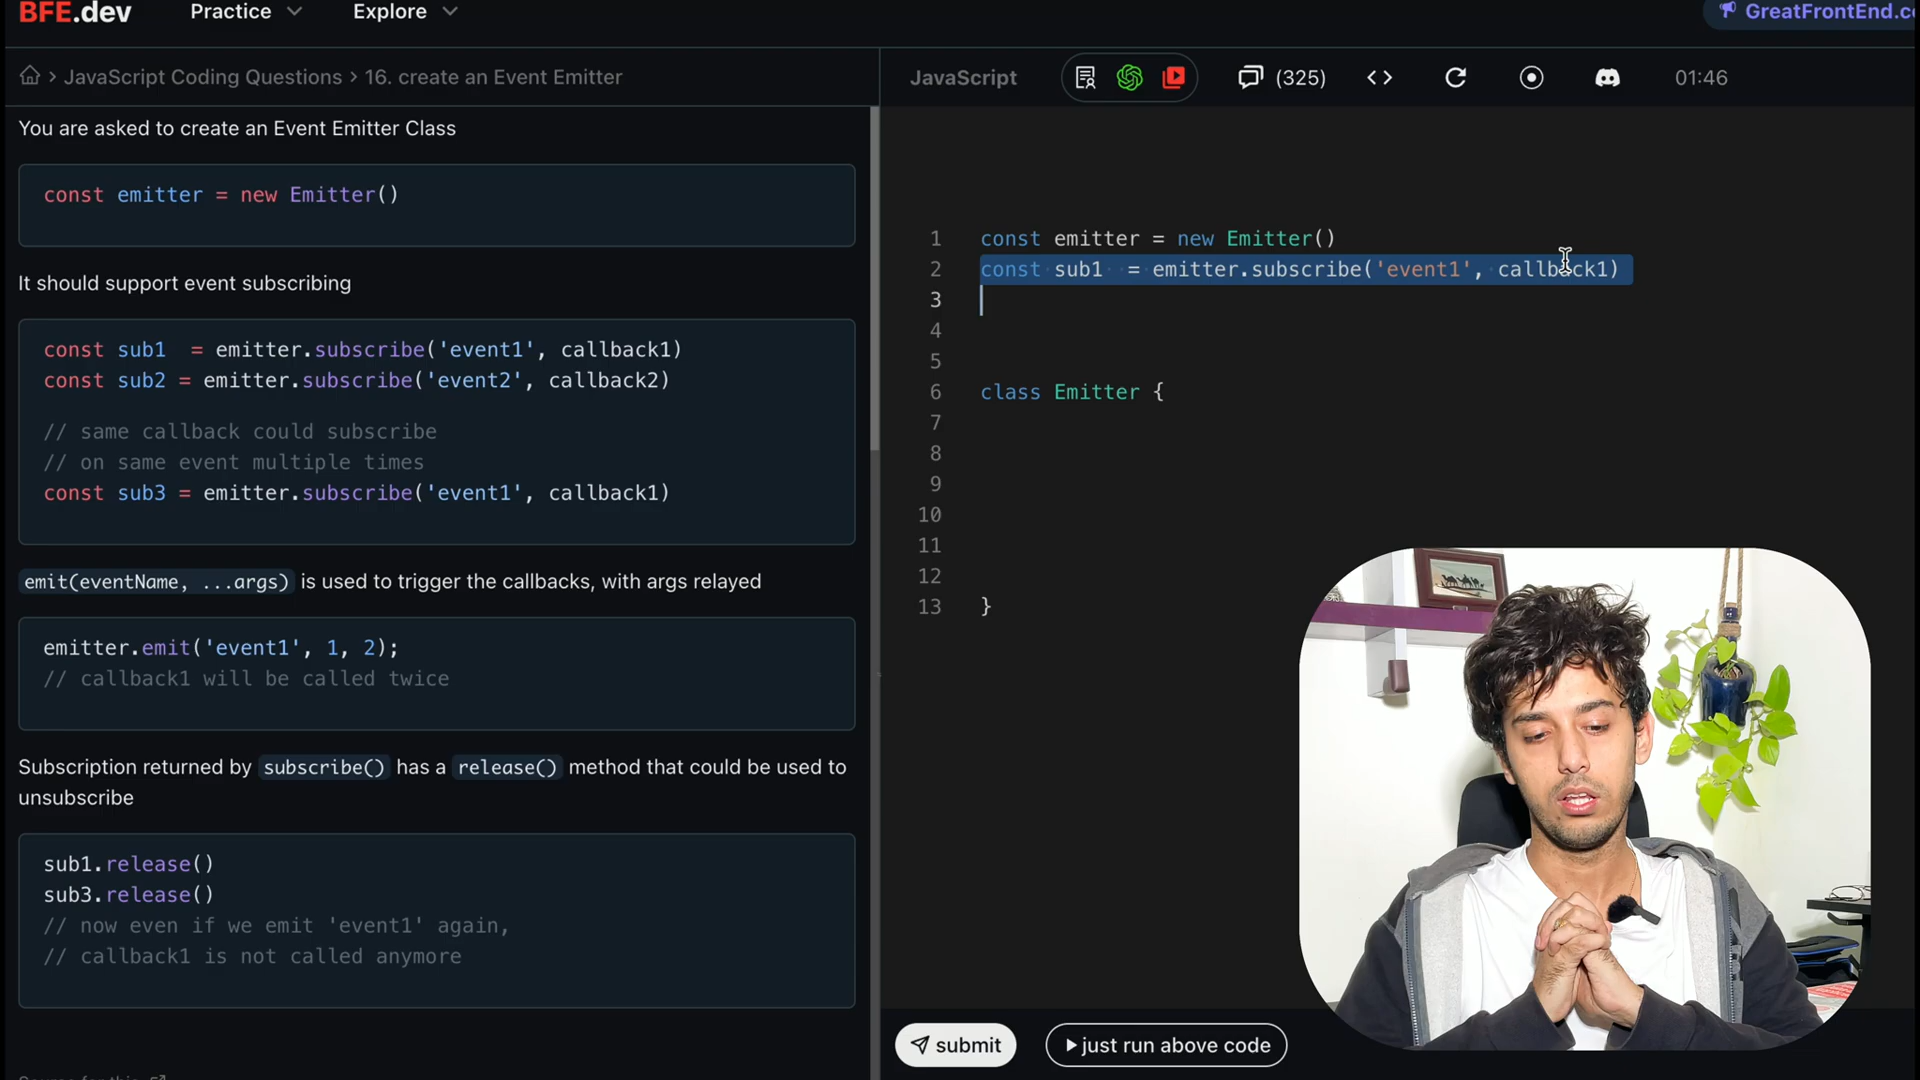 BFE.dev
Practice
Explore
GreatFrontEnd.c
JavaScript Coding Questions > 16. create an Event Emitter
JavaScript
(325)
01:46
You are asked to create an Event Emitter Class
const emitter = new Emitter()
It should support event subscribing
const sub1  = emitter.subscribe('event1', callback1)
const sub2 = emitter.subscribe('event2', callback2)
// same callback could subscribe
// on same event multiple times
const sub3 = emitter.subscribe('event1', callback1)
emit(eventName, ...args) is used to trigger the callbacks, with args relayed
emitter.emit('event1', 1, 2);
// callback1 will be called twice
Subscription returned by subscribe() has a release() method that could be used to
unsubscribe
sub1.release()
sub3.release()
// now even if we emit 'event1' again,
// callback1 is not called anymore
1 const emitter = new Emitter()
2 const sub1  = emitter.subscribe('event1', callback1)
3
4
5
6 class Emitter {
7
8
9
10
11
12
13 }
submit
just run above code